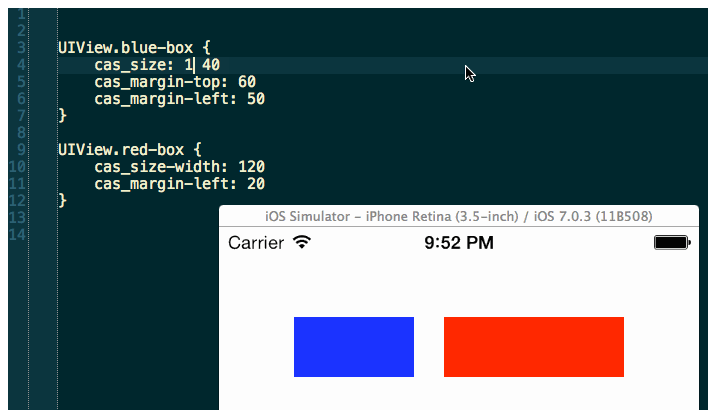 1
2
3 UIView.blue-box {
4 cas_size: 1 40
5 cas_margin-top: 60
6 cas_margin-left: 50
7 }
8
9 UIView.red-box {
10 cas_size-width: 120
11 cas_margin-left: 20
12 }
13
14
iOS Simulator - iPhone Retina (3.5-inch) / iOS 7.0.3 (11B508)
Carrier 9:52 PM